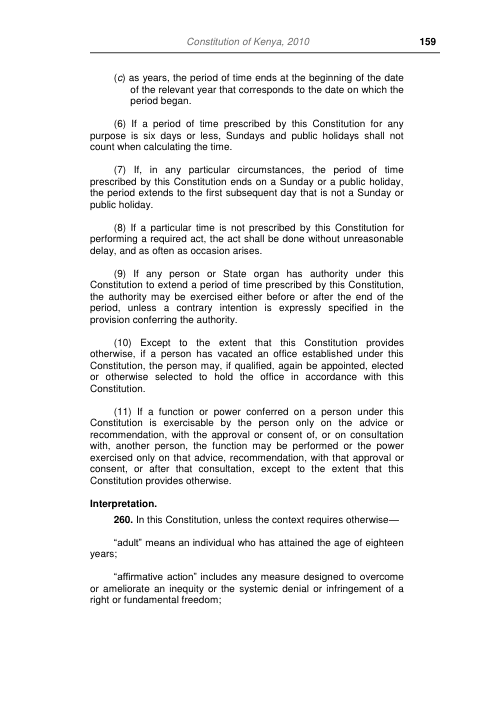 Constitution of Kenya, 2010 159
(c) as years, the period of time ends at the beginning of the date
of the relevant year that corresponds to the date on which the
period began.
(6) If a period of time prescribed by this Constitution for any
purpose is six days or less, Sundays and public holidays shall not
count when calculating the time.
(7) If, in any particular circumstances, the period of time
prescribed by this Constitution ends on a Sunday or a public holiday,
the period extends to the first subsequent day that is not a Sunday or
public holiday.
(8) If a particular time is not prescribed by this Constitution for
performing a required act, the act shall be done without unreasonable
delay, and as often as occasion arises.
(9) If any person or State organ has authority under this
Constitution to extend a period of time prescribed by this Constitution,
the authority may be exercised either before or after the end of the
period, unless a contrary intention is expressly specified in the
provision conferring the authority.
(10) Except to the extent that this Constitution provides
otherwise, if a person has vacated an office established under this
Constitution, the person may, if qualified, again be appointed, elected
or otherwise selected to hold the office in accordance with this
Constitution.
(11) If a function or power conferred on a person under this
Constitution is exercisable by the person only on the advice or
recommendation, with the approval or consent of, or on consultation
with, another person, the function may be performed or the power
exercised only on that advice, recommendation, with that approval or
consent, or after that consultation, except to the extent that this
Constitution provides otherwise.
Interpretation.
260. In this Constitution, unless the context requires otherwise—
“adult” means an individual who has attained the age of eighteen
years;
“affirmative action” includes any measure designed to overcome
or ameliorate an inequity or the systemic denial or infringement of a
right or fundamental freedom;